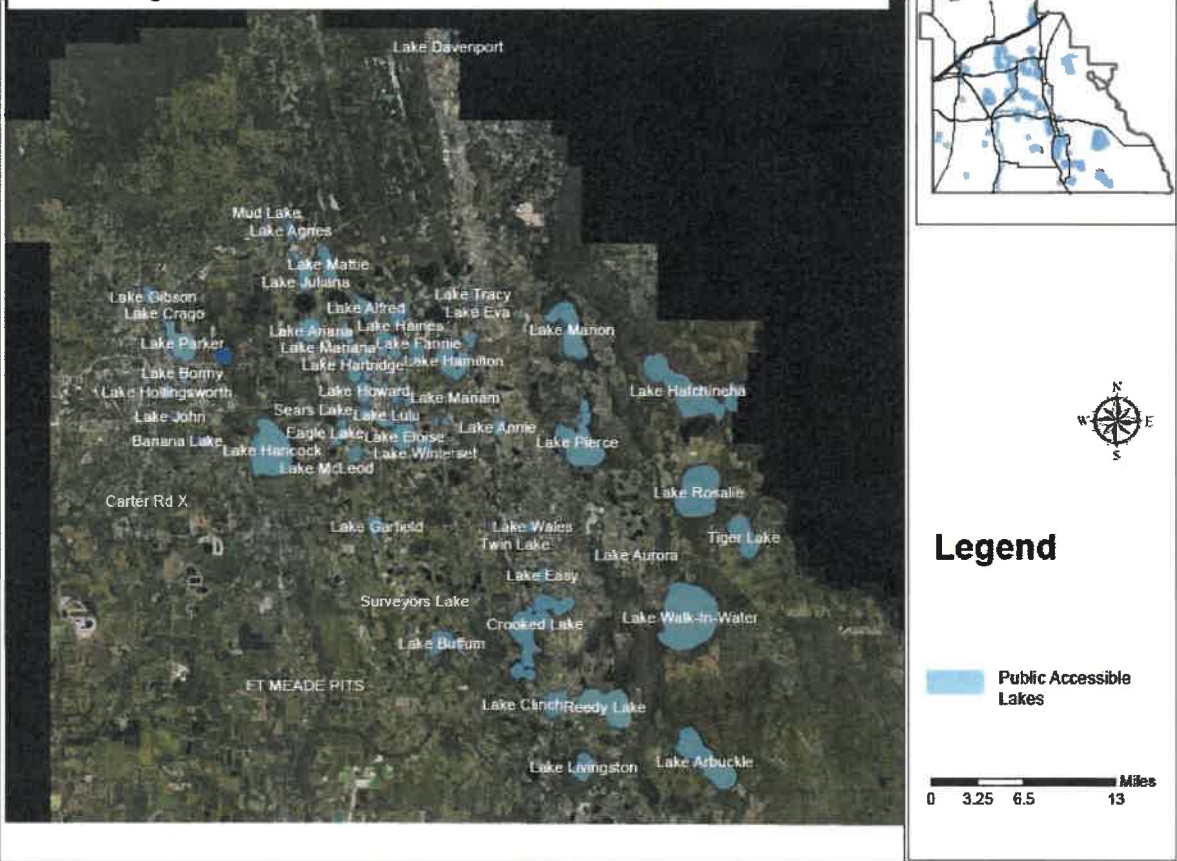 Lake Davenport
Mud Lake
Lake Agnes
Lake Mattie
Lake Juliana
Lake Gibson
Lake Crago
Lake Parker
Lake Bonny
Lake Hollingsworth
Lake John
Banana Lake
Lake Hancock
Lake Alfred
Lake Haines
Lake Ariana
Lake Mariana
Lake Fannie
Lake Hartridge
Lake Hamilton
Lake Tracy
Lake Eva
Lake Marion
Lake Howard
Lake Mariam
Sears Lake
Lake Lulu
Eagle Lake
Lake Eloise
Lake Annie
Lake Winterset
Lake McLeod
Lake Hatchineha
Lake Pierce
Lake Rosalie
Tiger Lake
Carter Rd X
Lake Garfield
Lake Wales
Twin Lake
Lake Aurora
Lake Easy
Surveyors Lake
Crooked Lake
Lake Walk-In-Water
Lake Buffum
FT MEADE PITS
Lake Clinch
Reedy Lake
Lake Livingston
Lake Arbuckle
N
W E
S
Legend
Public Accessible
Lakes
Miles
0 3.25 6.5 13